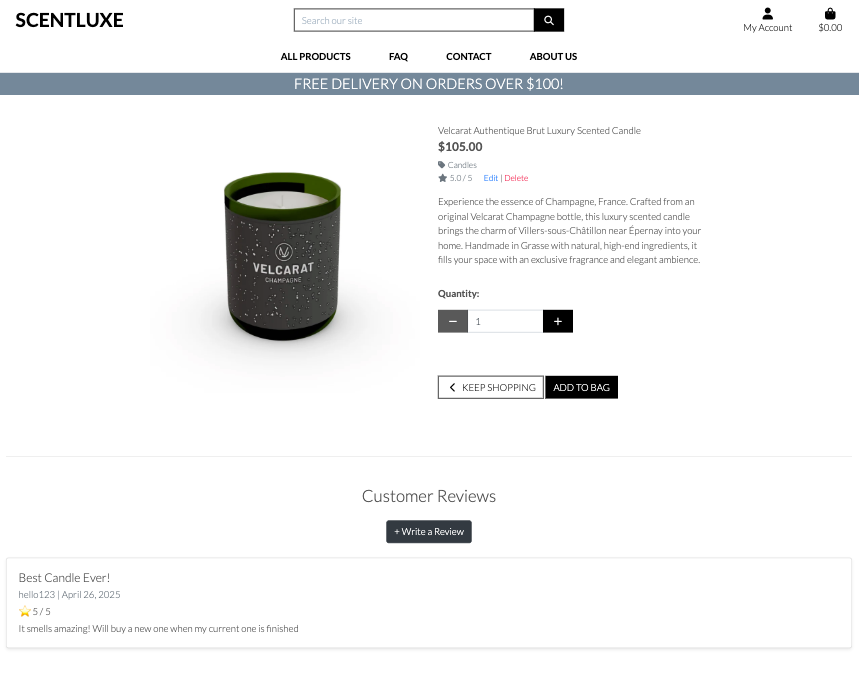 SCENTLUXE
Search our site
My Account
$0.00
ALL PRODUCTS FAQ CONTACT ABOUT US
FREE DELIVERY ON ORDERS OVER $100!
Velcarat Authentique Brut Luxury Scented Candle
$105.00
Candles
5.0 / 5 Edit | Delete
Experience the essence of Champagne, France. Crafted from an
original Velcarat Champagne bottle, this luxury scented candle
brings the charm of Villers-sous-Châtillon near Épernay into your
home. Handmade in Grasse with natural, high-end ingredients, it
fills your space with an exclusive fragrance and elegant ambience.
VELCARAT
CHAMPAGNE
Quantity:
− 1 +
KEEP SHOPPING ADD TO BAG
Customer Reviews
+ Write a Review
Best Candle Ever!
hello123 | April 26, 2025
5 / 5
It smells amazing! Will buy a new one when my current one is finished